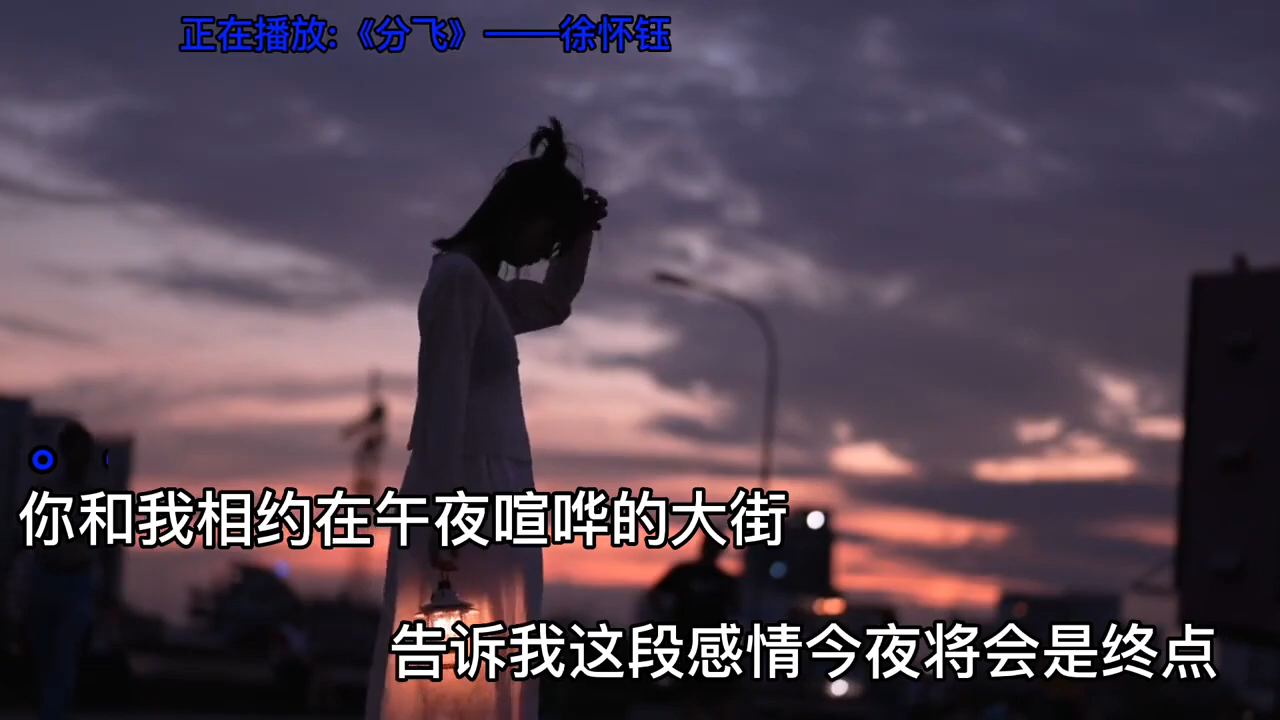 正在播放:《分飞》——徐怀钰
你和我相约在午夜喧哗的大街
告诉我这段感情今夜将会是终点